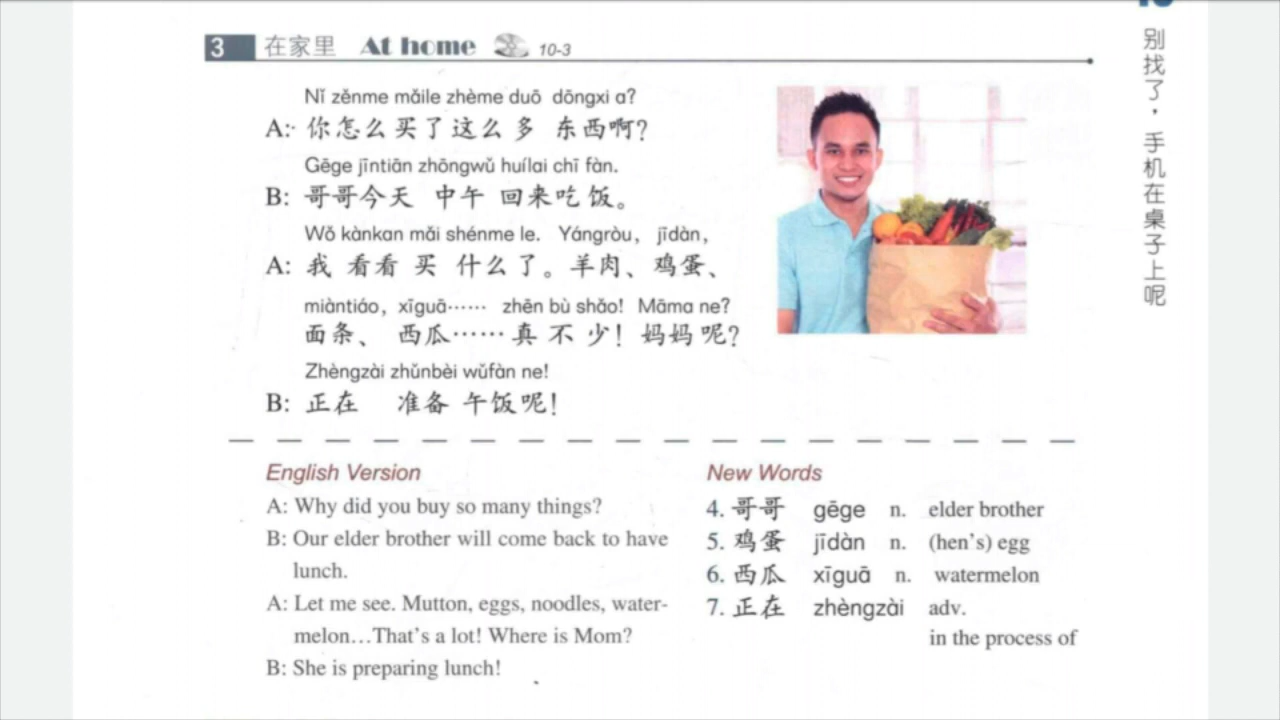 3 在家里 At home 10-3
Nǐ zěnme mǎile zhème duō dōngxi a?
A: 你怎么买了这么多东西啊?
Gēge jīntiān zhōngwǔ huílai chī fàn.
B: 哥哥今天中午回来吃饭。
Wǒ kànkan mǎi shénme le. Yángròu, jīdàn,
A: 我看看买什么了。羊肉、鸡蛋、
miàntiáo, xīguā…… zhēn bù shǎo! Māma ne?
面条、西瓜……真不少!妈妈呢?
Zhèngzài zhǔnbèi wǔfàn ne!
B: 正在准备午饭呢!
English Version
A: Why did you buy so many things?
B: Our elder brother will come back to have
lunch.
A: Let me see. Mutton, eggs, noodles, water-
melon…That's a lot! Where is Mom?
B: She is preparing lunch!
New Words
4. 哥哥 gēge n. elder brother
5. 鸡蛋 jīdàn n. (hen's) egg
6. 西瓜 xīguā n. watermelon
7. 正在 zhèngzài adv.
in the process of
别找了,手机在桌子上呢